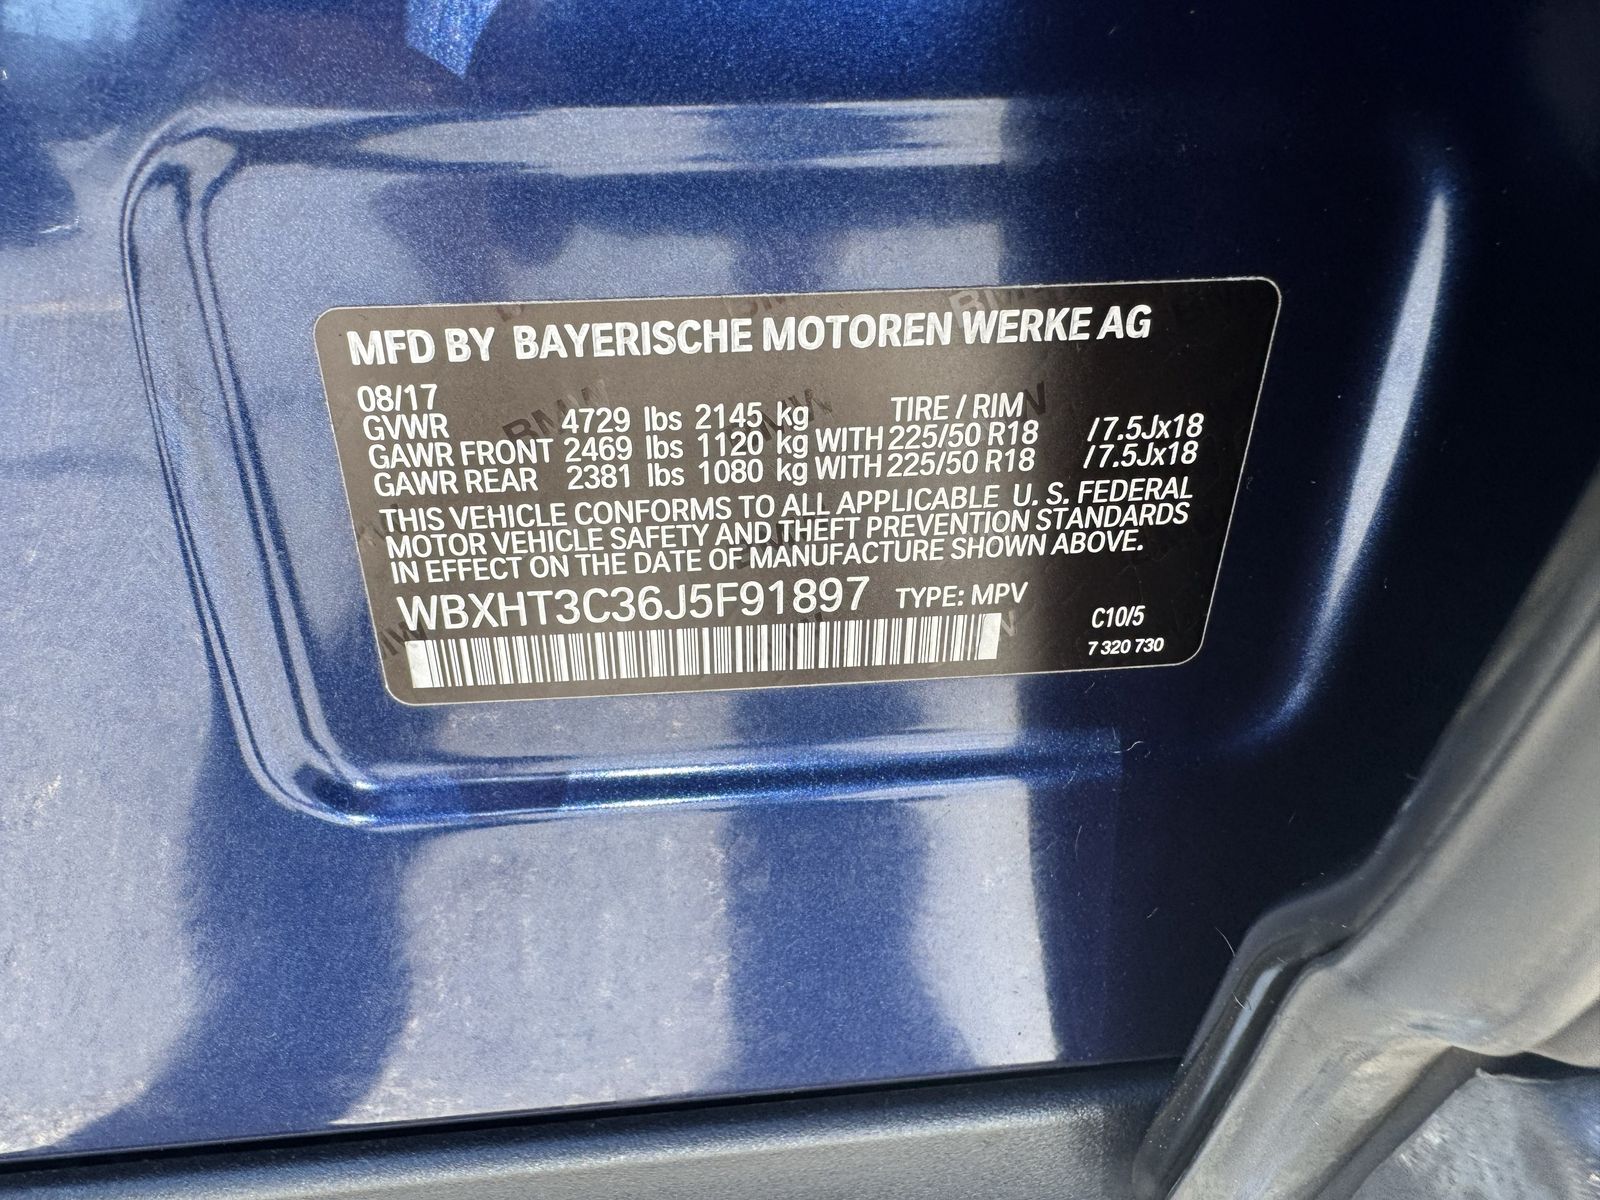 MFD BY BAYERISCHE MOTOREN WERKE AG
08/17
TIRE / RIM
GVWR 4729 lbs 2145 kg
GAWR FRONT 2469 lbs 1120 kg WITH 225/50 R18 / 7.5Jx18
GAWR REAR 2381 lbs 1080 kg WITH 225/50 R18 / 7.5Jx18
THIS VEHICLE CONFORMS TO ALL APPLICABLE U. S. FEDERAL
MOTOR VEHICLE SAFETY AND THEFT PREVENTION STANDARDS
IN EFFECT ON THE DATE OF MANUFACTURE SHOWN ABOVE.
WBXHT3C36J5F91897 TYPE: MPV
C10/5
7 320 730